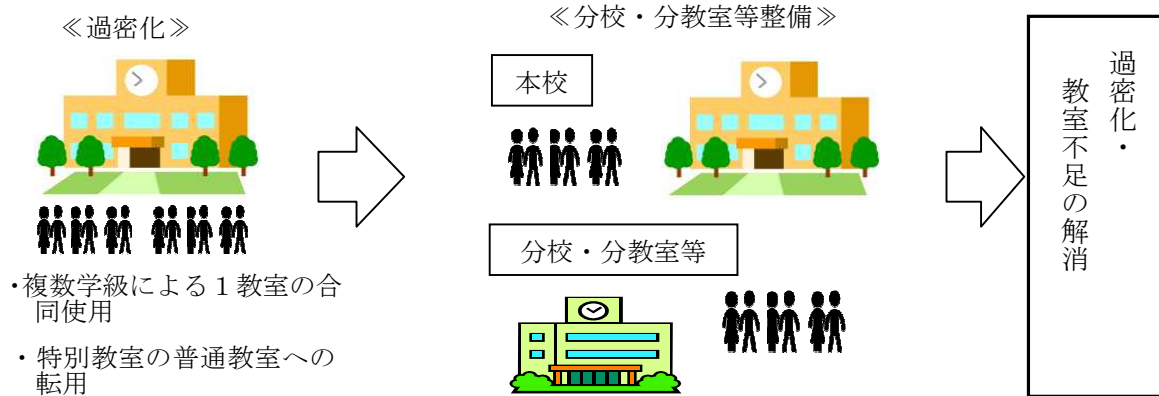 ≪過密化≫
・複数学級による１教室の合
同使用
・特別教室の普通教室への
転用
≪分校・分教室等整備≫
本校
分校・分教室等
過密化・
教室不足の解消